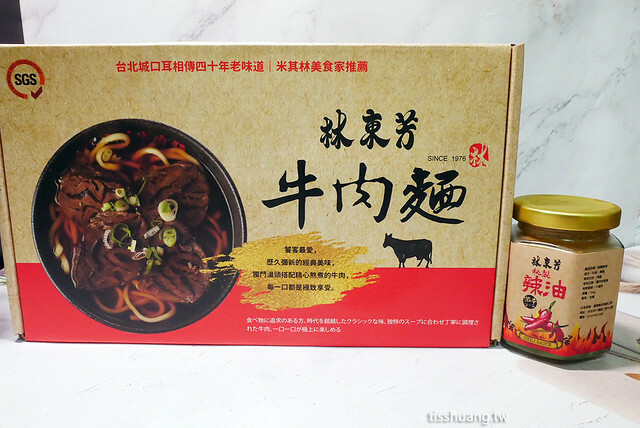 SGS
台北城口耳相傳四十年老味道｜米其林美食家推薦
林東芳
SINCE 1976
林
牛肉麵
饕客最愛，
歷久彌新的經典美味，
獨門湯頭搭配精心熬煮的牛肉，
每一口都是極致享受。
食べ物に追求のある方、時代を超越したクラシックな味、独特のスープに合わせ丁寧に調理さ
れた牛肉、一口一口が極上に楽しめる
林東芳
秘製
辣油
tisshuang.tw